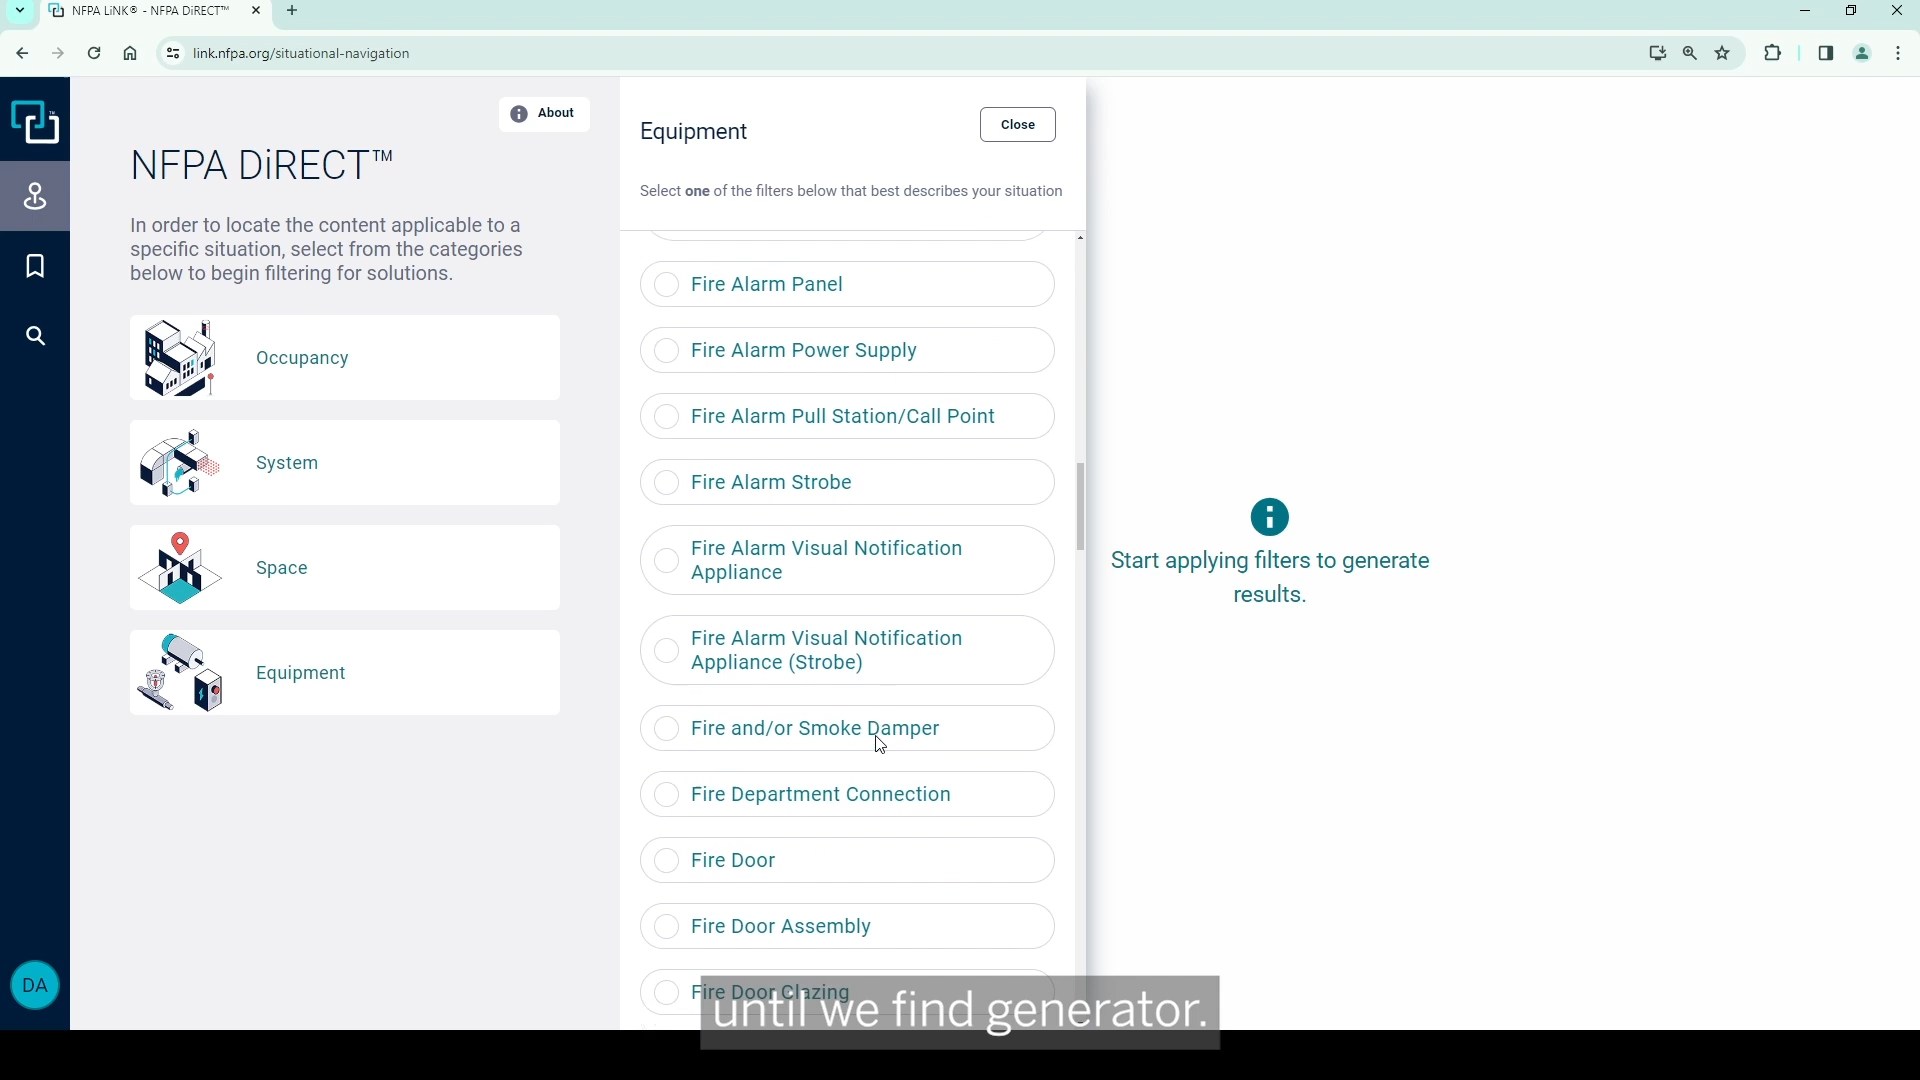 NFPA LiNK® - NFPA DiRECT™
link.nfpa.org/situational-navigation
About
NFPA DiRECT™
In order to locate the content applicable to a
specific situation, select from the categories
below to begin filtering for solutions.
Occupancy
System
Space
Equipment
DA
Equipment
Close
Select one of the filters below that best describes your situation
Fire Alarm Panel
Fire Alarm Power Supply
Fire Alarm Pull Station/Call Point
Fire Alarm Strobe
Fire Alarm Visual Notification
Appliance
Fire Alarm Visual Notification
Appliance (Strobe)
Fire and/or Smoke Damper
Fire Department Connection
Fire Door
Fire Door Assembly
Fire Door Glazing
until we find generator.
Start applying filters to generate
results.